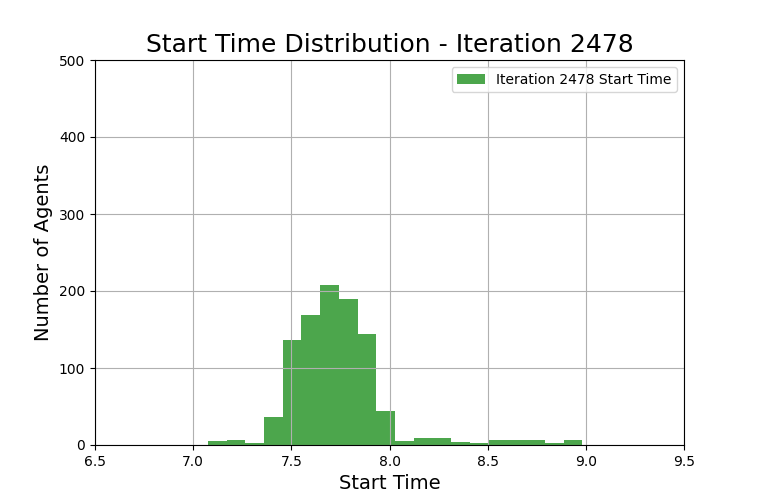 Start Time Distribution - Iteration 2478
Iteration 2478 Start Time
500
400
300
200
100
0
Number of Agents
6.5 7.0 7.5 8.0 8.5 9.0 9.5
Start Time